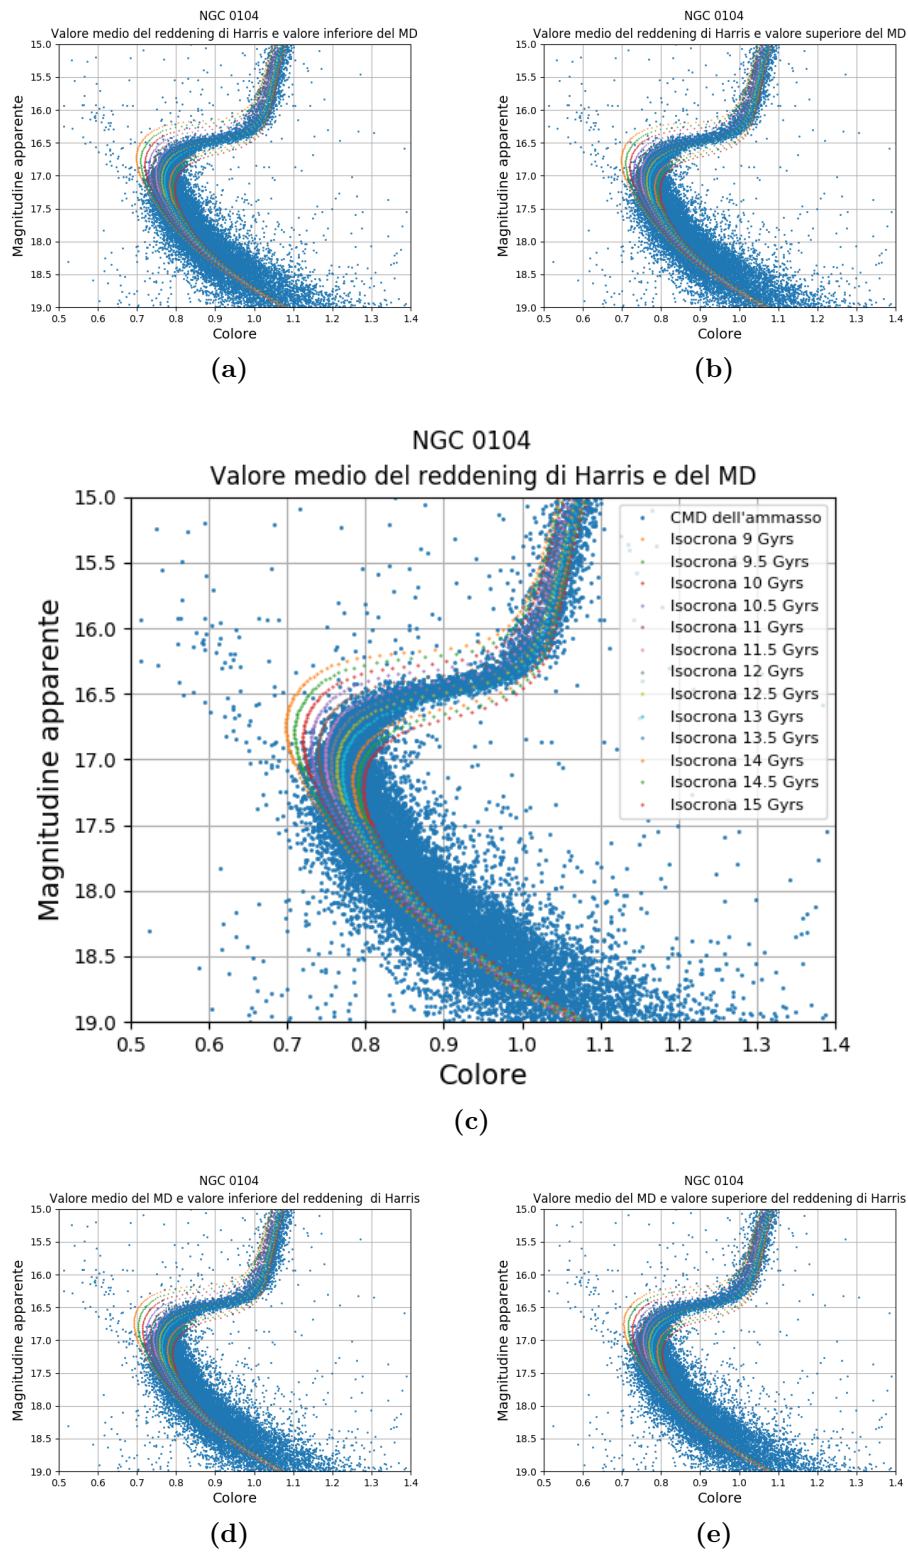 NGC 0104
Valore medio del reddening di Harris e valore inferiore del MD
Magnitudine apparente
15.0
15.5
16.0
16.5
17.0
17.5
18.0
18.5
19.0
0.5 0.6 0.7 0.8 0.9 1.0 1.1 1.2 1.3 1.4
Colore
(a)
NGC 0104
Valore medio del reddening di Harris e valore superiore del MD
Magnitudine apparente
15.0
15.5
16.0
16.5
17.0
17.5
18.0
18.5
19.0
0.5 0.6 0.7 0.8 0.9 1.0 1.1 1.2 1.3 1.4
Colore
(b)
NGC 0104
Valore medio del reddening di Harris e del MD
Magnitudine apparente
15.0
15.5
16.0
16.5
17.0
17.5
18.0
18.5
19.0
CMD dell'ammasso
Isocrona 9 Gyrs
Isocrona 9.5 Gyrs
Isocrona 10 Gyrs
Isocrona 10.5 Gyrs
Isocrona 11 Gyrs
Isocrona 11.5 Gyrs
Isocrona 12 Gyrs
Isocrona 12.5 Gyrs
Isocrona 13 Gyrs
Isocrona 13.5 Gyrs
Isocrona 14 Gyrs
Isocrona 14.5 Gyrs
Isocrona 15 Gyrs
0.5 0.6 0.7 0.8 0.9 1.0 1.1 1.2 1.3 1.4
Colore
(c)
NGC 0104
Valore medio del MD e valore inferiore del reddening di Harris
Magnitudine apparente
15.0
15.5
16.0
16.5
17.0
17.5
18.0
18.5
19.0
0.5 0.6 0.7 0.8 0.9 1.0 1.1 1.2 1.3 1.4
Colore
(d)
NGC 0104
Valore medio del MD e valore superiore del reddening di Harris
Magnitudine apparente
15.0
15.5
16.0
16.5
17.0
17.5
18.0
18.5
19.0
0.5 0.6 0.7 0.8 0.9 1.0 1.1 1.2 1.3 1.4
Colore
(e)